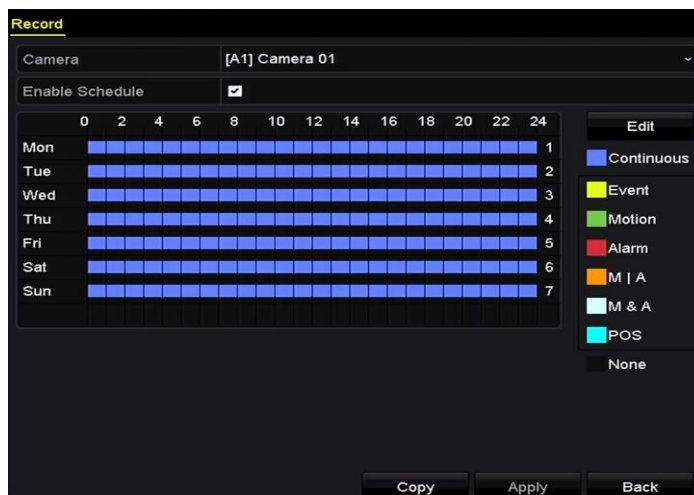 Record
Camera [A1] Camera 01
Enable Schedule
0 2 4 6 8 10 12 14 16 18 20 22 24
Edit
Mon 1
Continuous
Tue 2
Wed 3
Event
Thu 4
Motion
Fri 5
Alarm
Sat 6
M | A
Sun 7
M & A
POS
None
Copy Apply Back